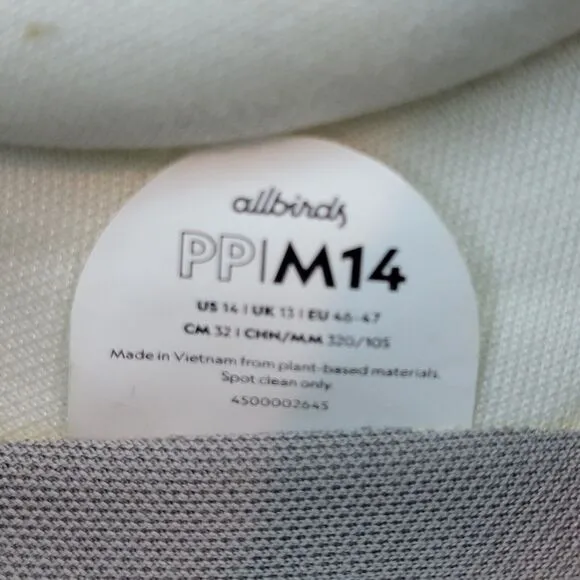 allbirds
PP|M14
US 14 | UK 13 | EU 46-47
CM 32 | CHN/MM 320/105
Made in Vietnam from plant-based materials.
Spot clean only.
4500002645